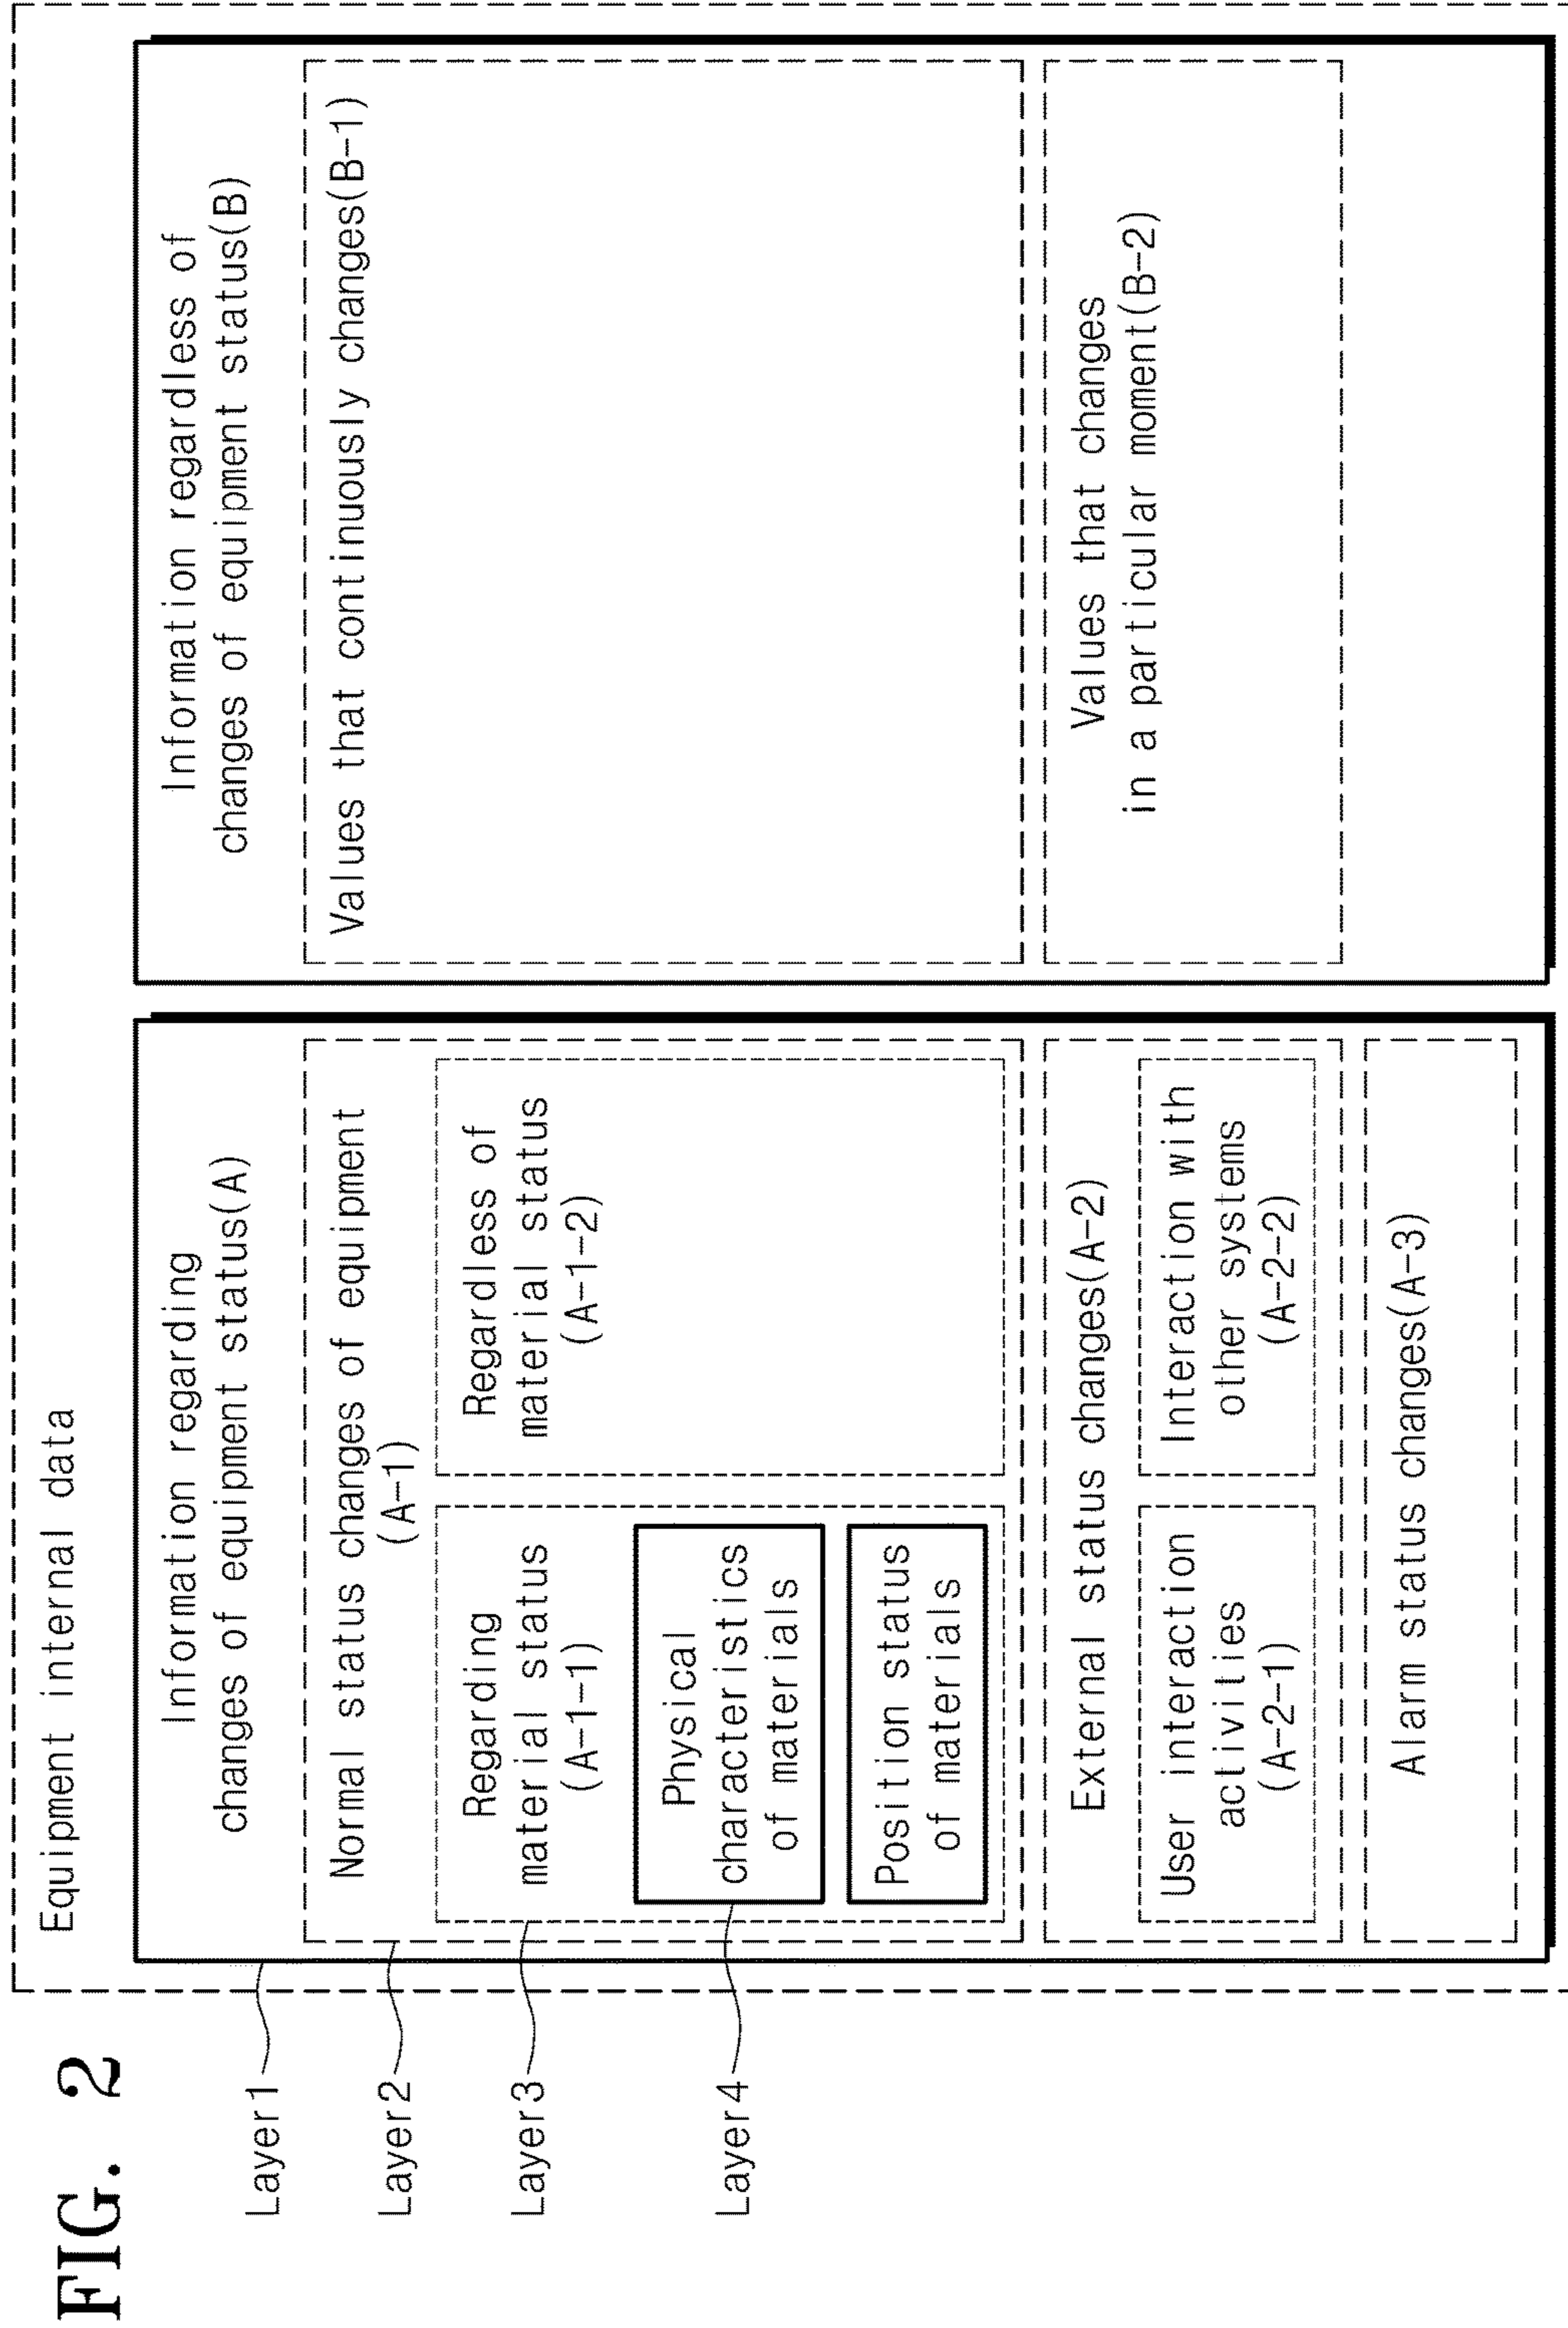 FIG. 2
Equipment internal data
Layer1
Layer2
Layer3
Layer4
Information regarding
changes of equipment status(A)
Normal status changes of equipment
(A-1)
Regarding
material status
(A-1-1)
Physical
characteristics
of materials
Position status
of materials
Regardless of
material status
(A-1-2)
External status changes(A-2)
User interaction
activities
(A-2-1)
Interaction with
other systems
(A-2-2)
Alarm status changes(A-3)
Information regardless of
changes of equipment status(B)
Values that continuously changes(B-1)
Values that changes
in a particular moment(B-2)